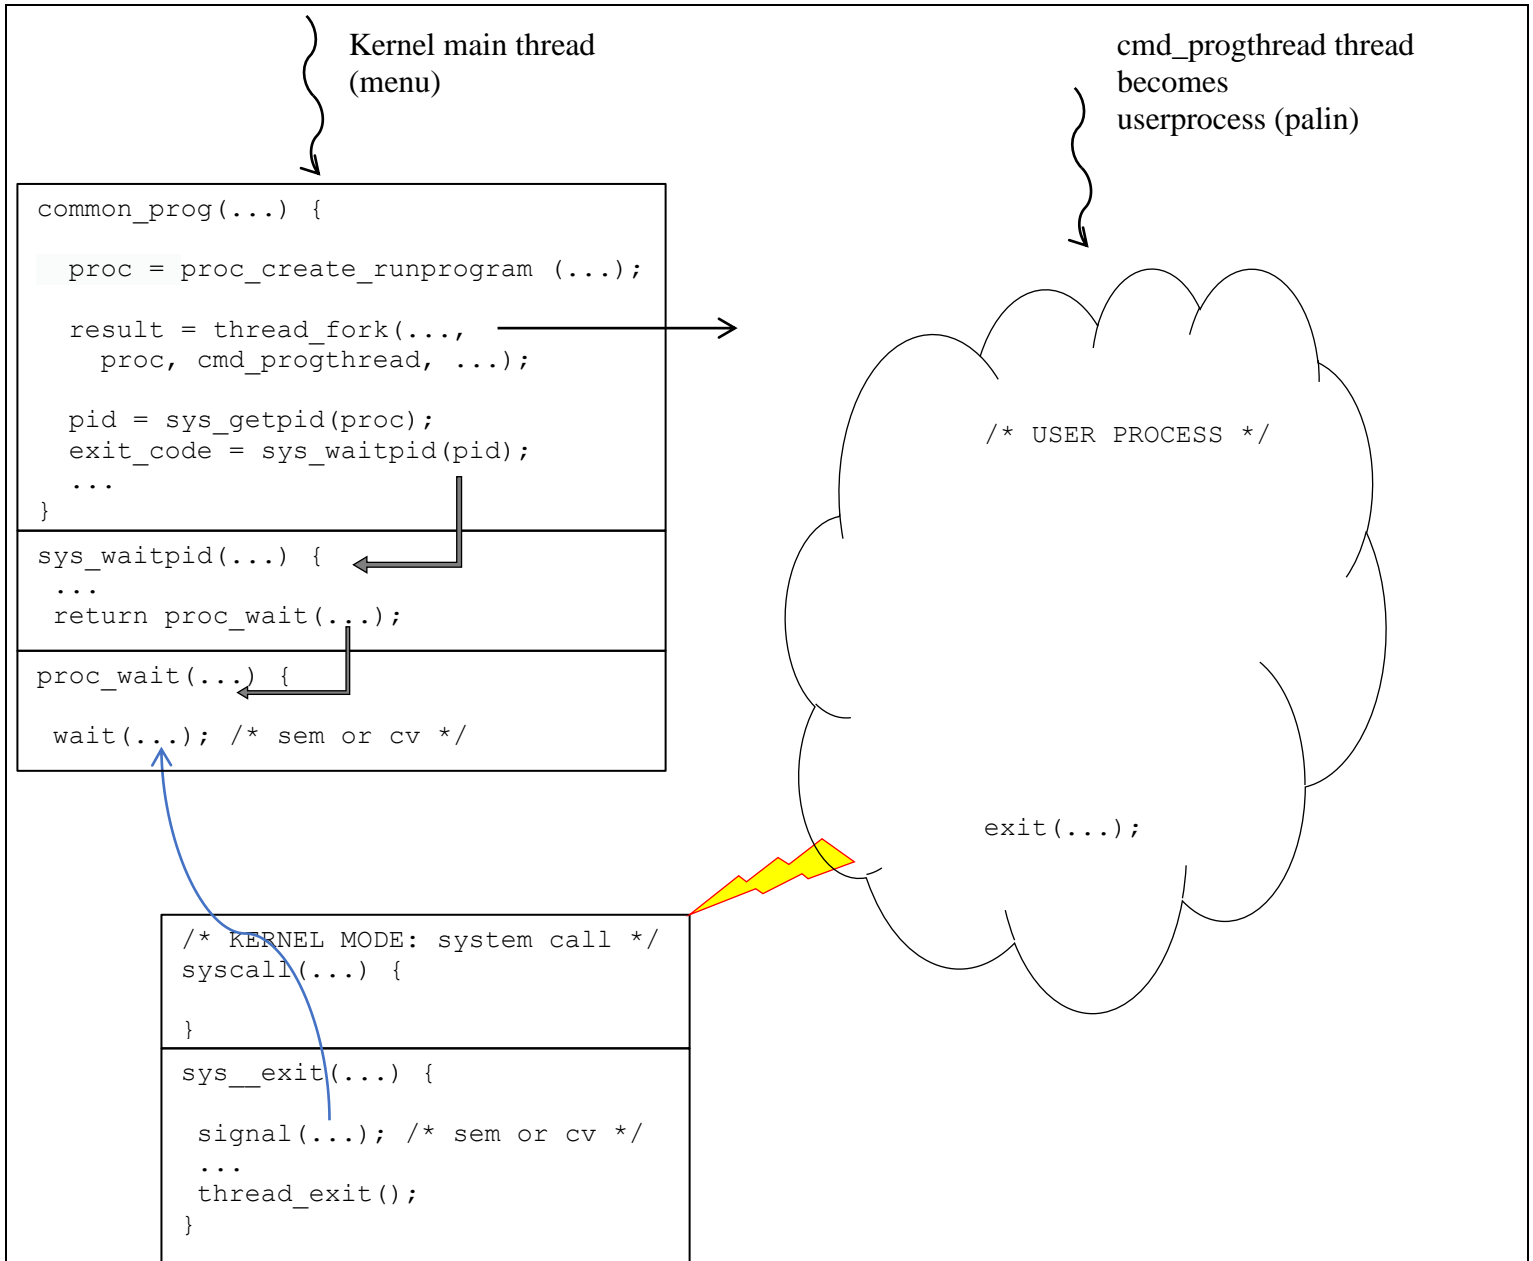 Kernel main thread
(menu)
cmd_progthread thread
becomes
userprocess (palin)
common_prog(...) {
proc = proc_create_runprogram (...);
result = thread_fork(...,
proc, cmd_progthread, ...);
pid = sys_getpid(proc);
exit_code = sys_waitpid(pid);
...
}
sys_waitpid(...) {
...
return proc_wait(...);
proc_wait(...) {
wait(...); /* sem or cv */
/* USER PROCESS */
exit(...);
/* KERNEL MODE: system call */
syscall(...) {
}
sys__exit(...) {
signal(...); /* sem or cv */
...
thread_exit();
}